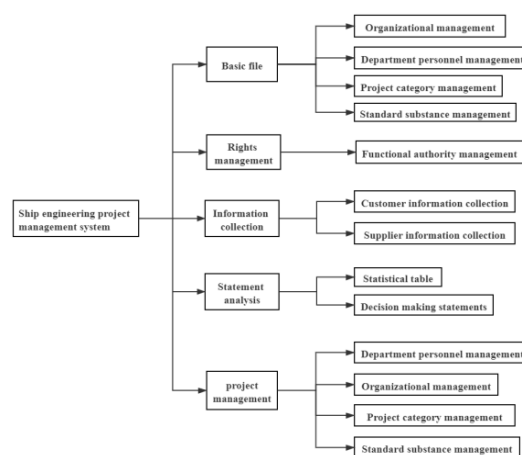 Organizational management
Department personnel management
Basic file
Project category management
Standard substance management
Rights
management
Functional authority management
Ship engineering project
management system
Information
collection
Customer information collection
Supplier information collection
Statement
analysis
Statistical table
Decision making statements
project
management
Department personnel management
Organizational management
Project category management
Standard substance management